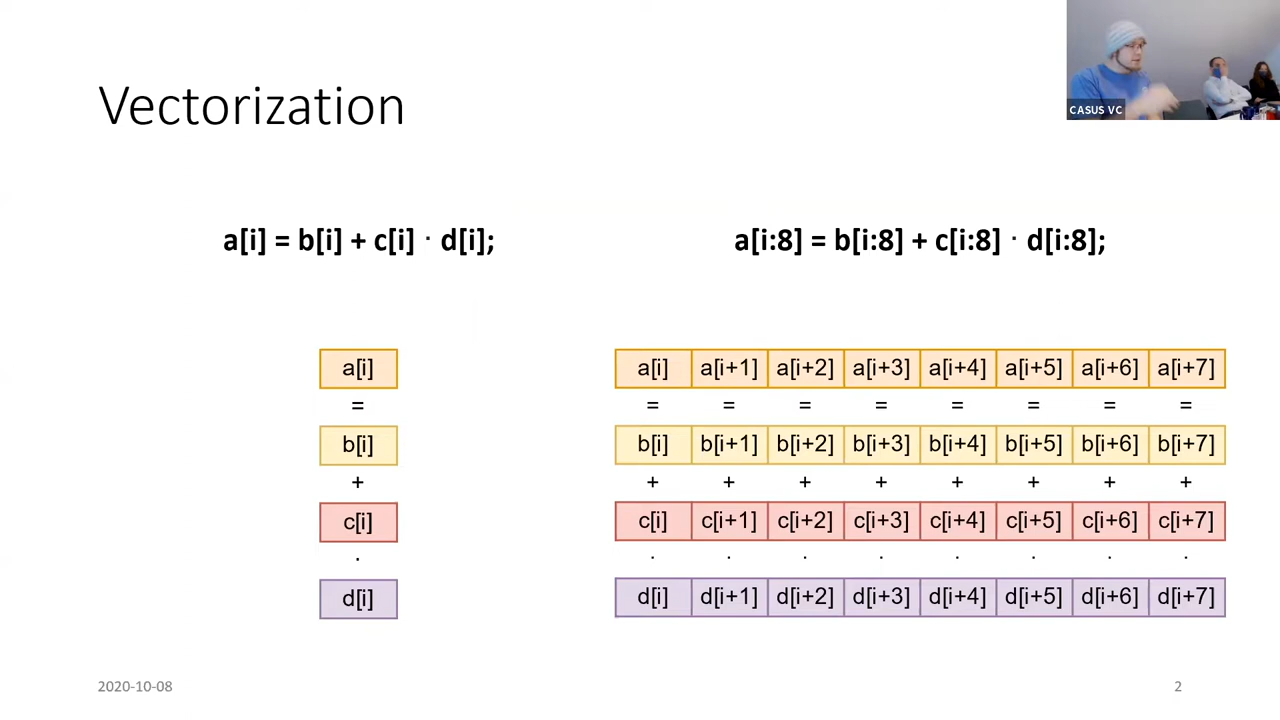 CASUS VC
Vectorization
a[i] = b[i] + c[i] · d[i];
a[i:8] = b[i:8] + c[i:8] · d[i:8];
a[i]
=
b[i]
+
c[i]
·
d[i]
a[i] a[i+1] a[i+2] a[i+3] a[i+4] a[i+5] a[i+6] a[i+7]
= = = = = = = =
b[i] b[i+1] b[i+2] b[i+3] b[i+4] b[i+5] b[i+6] b[i+7]
+ + + + + + + +
c[i] c[i+1] c[i+2] c[i+3] c[i+4] c[i+5] c[i+6] c[i+7]
· · · · · · · ·
d[i] d[i+1] d[i+2] d[i+3] d[i+4] d[i+5] d[i+6] d[i+7]
2020-10-08
2